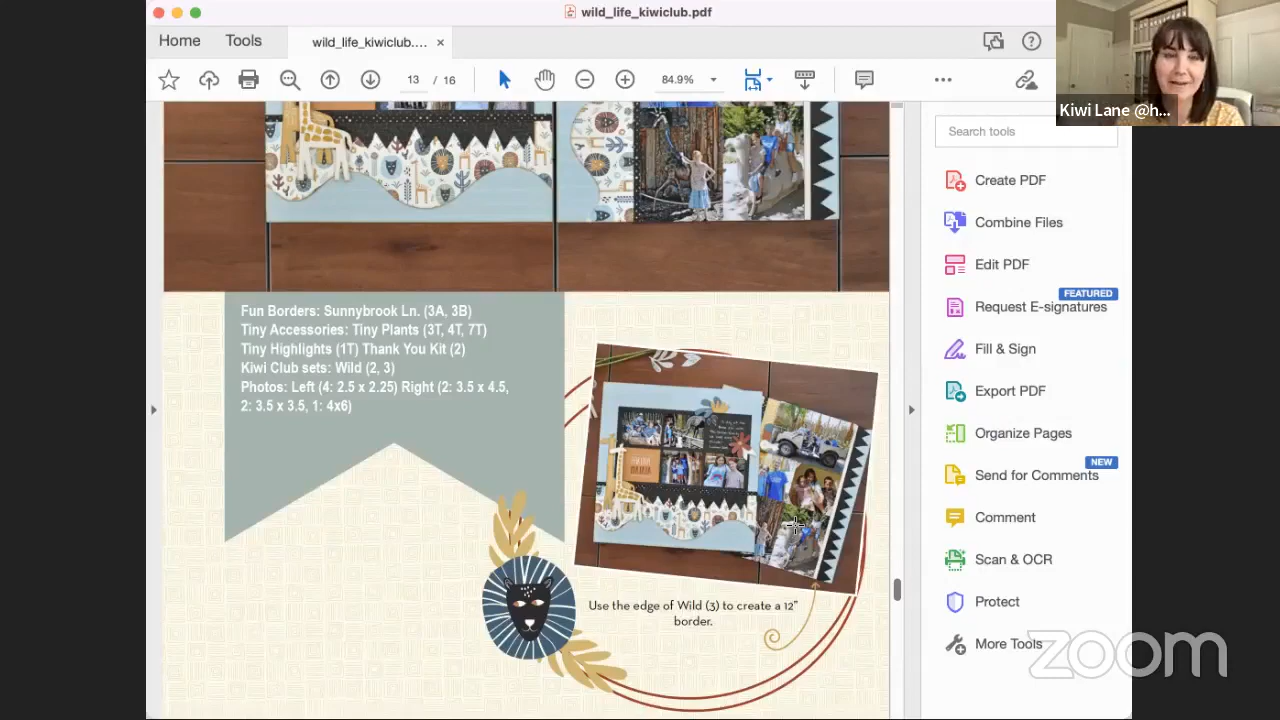 wild_life_kiwiclub.pdf
Home
Tools
wild_life_kiwiclub.... ×
13 / 16
84.9%
Kiwi Lane @h...
Search tools
Create PDF
Combine Files
Edit PDF
FEATURED
Request E-signatures
Fill & Sign
Export PDF
Organize Pages
NEW
Send for Comments
Comment
Scan & OCR
Protect
More Tools
Fun Borders: Sunnybrook Ln. (3A, 3B)
Tiny Accessories: Tiny Plants (3T, 4T, 7T)
Tiny Highlights (1T) Thank You Kit (2)
Kiwi Club sets: Wild (2, 3)
Photos: Left (4: 2.5 x 2.25) Right (2: 3.5 x 4.5,
2: 3.5 x 3.5, 1: 4x6)
Use the edge of Wild (3) to create a 12”
border.
zoom